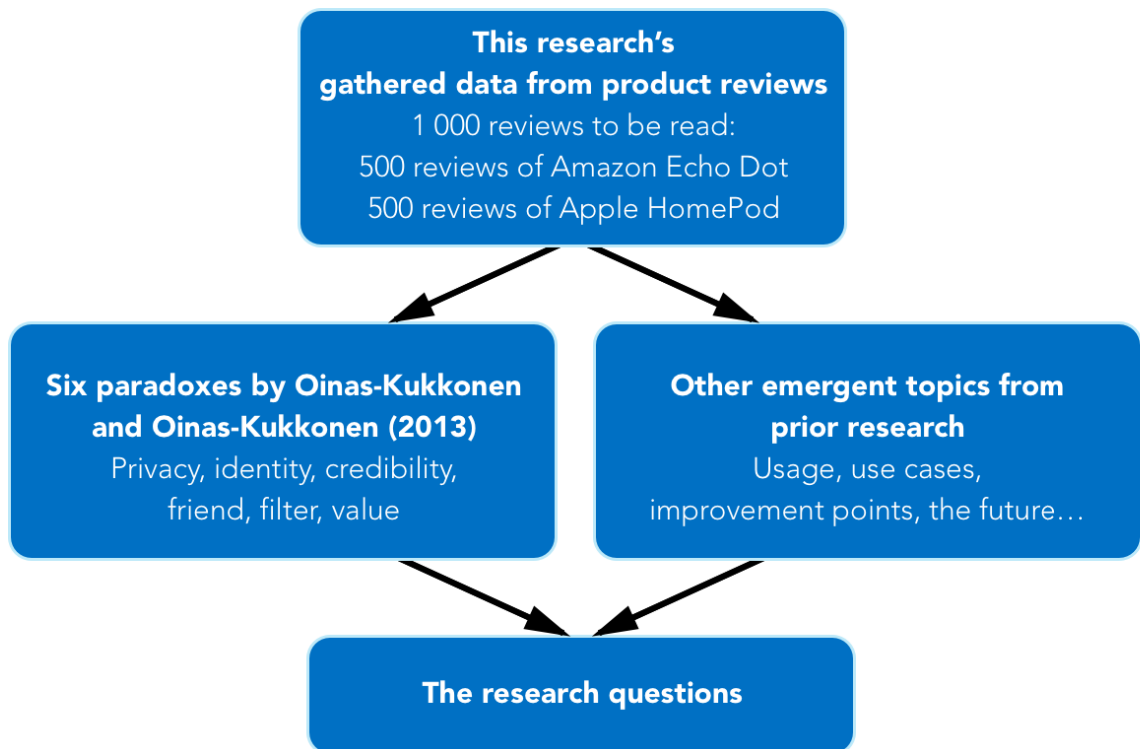 This research’s
gathered data from product reviews
1 000 reviews to be read:
500 reviews of Amazon Echo Dot
500 reviews of Apple HomePod
Six paradoxes by Oinas-Kukkonen
and Oinas-Kukkonen (2013)
Privacy, identity, credibility,
friend, filter, value
Other emergent topics from
prior research
Usage, use cases,
improvement points, the future…
The research questions